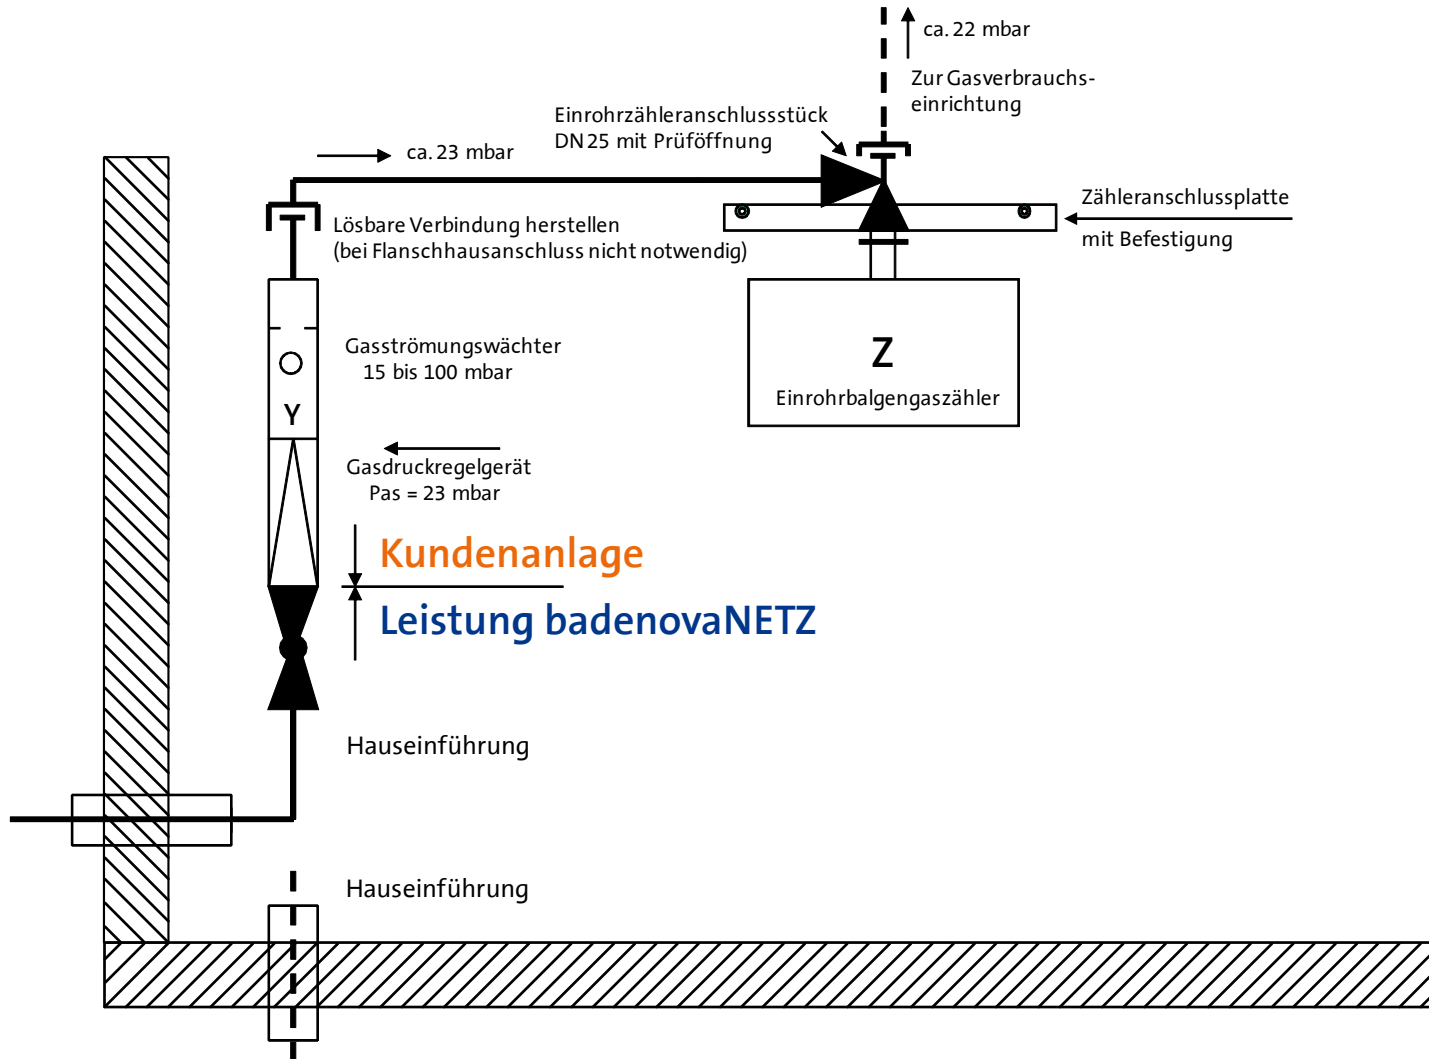 ca. 22 mbar
Zur Gasverbrauchs-
einrichtung
Einrohrzähleranschlussstück
DN 25 mit Prüföffnung
ca. 23 mbar
Zähleranschlussplatte
mit Befestigung
Lösbare Verbindung herstellen
(bei Flanschhausanschluss nicht notwendig)
Gasströmungswächter
15 bis 100 mbar
Y
Z
Einrohrbalgengaszähler
Gasdruckregelgerät
Pas = 23 mbar
Kundenanlage
Leistung badenovaNETZ
Hauseinführung
Hauseinführung